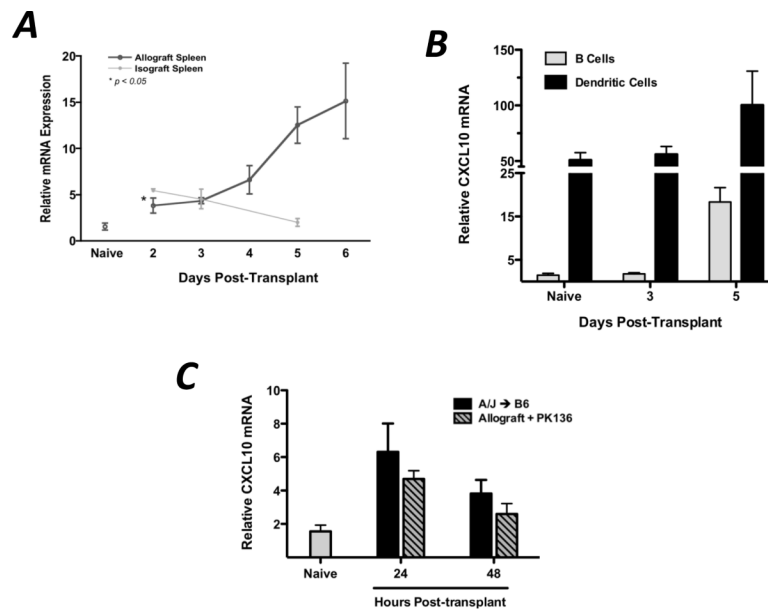 A
Relative mRNA Expression
20
15
10
5
0
Allograft Spleen
Isograft Spleen
* p < 0.05
*
Naive 2 3 4 5 6
Days Post-Transplant
B
Relative CXCL10 mRNA
150
100
50
25
15
5
B Cells
Dendritic Cells
Naive 3 5
Days Post-Transplant
C
Relative CXCL10 mRNA
10
8
6
4
2
A/J → B6
Allograft + PK136
Naive 24 48
Hours Post-transplant